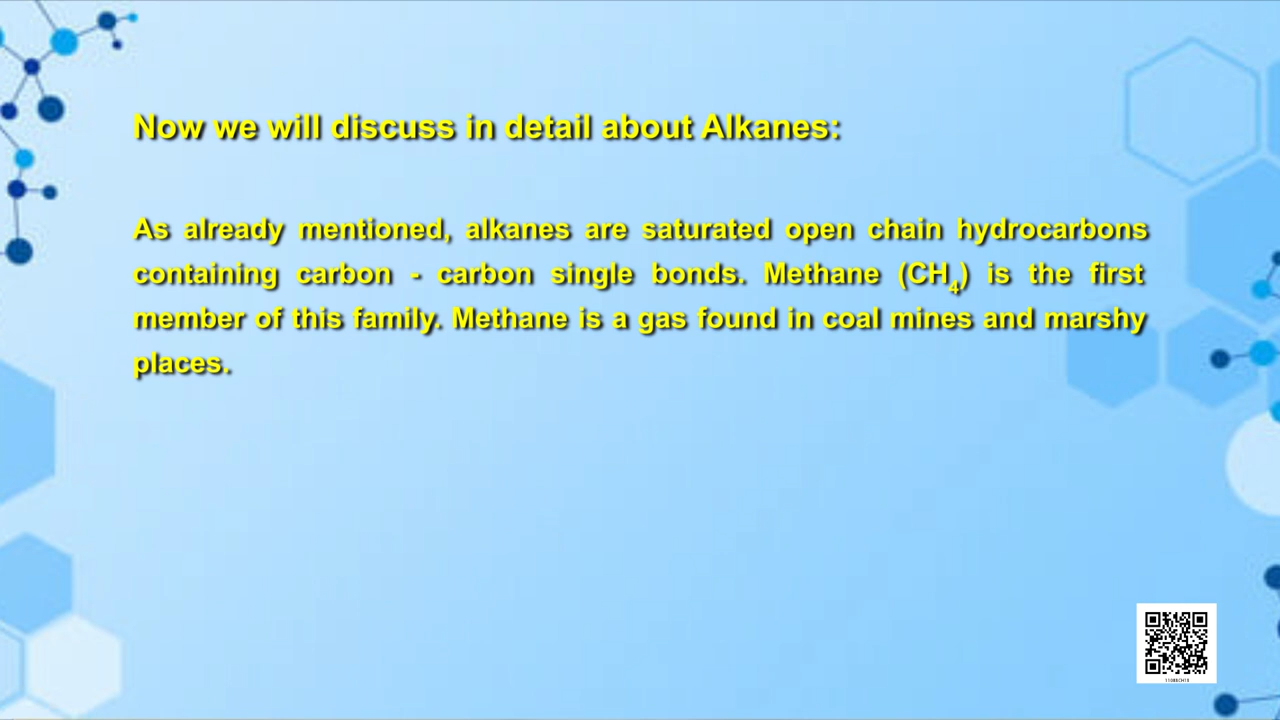 Now we will discuss in detail about Alkanes:
As already mentioned, alkanes are saturated open chain hydrocarbons
containing carbon - carbon single bonds. Methane (CH₄) is the first
member of this family. Methane is a gas found in coal mines and marshy
places.